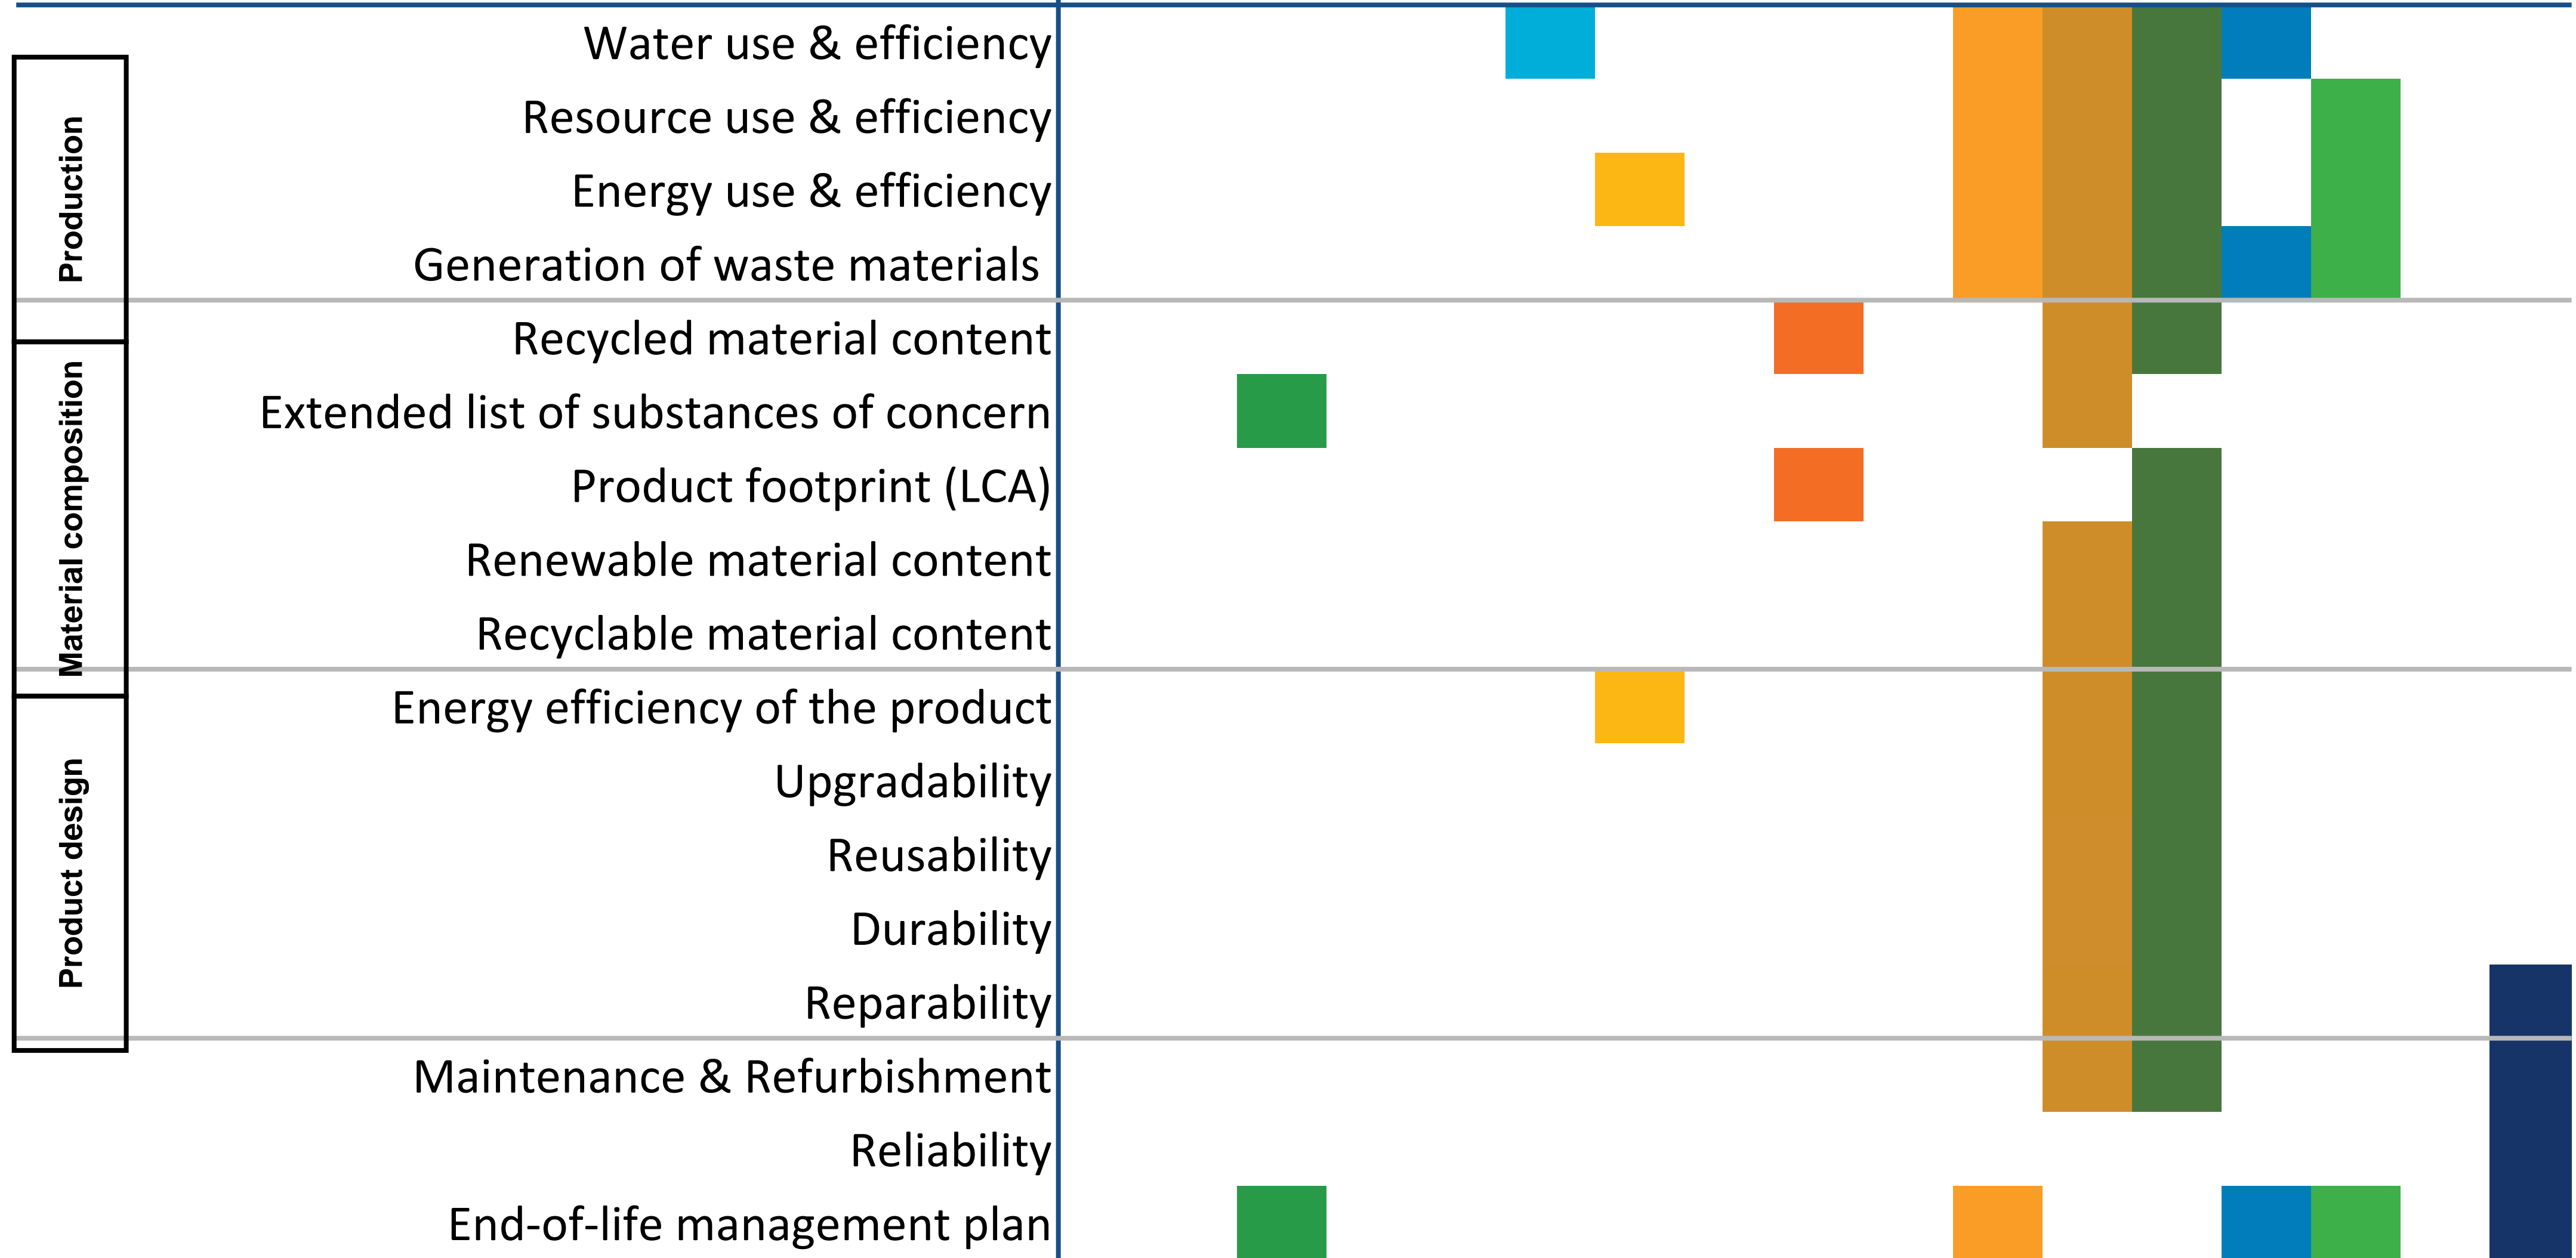 Production
Water use & efficiency
Resource use & efficiency
Energy use & efficiency
Generation of waste materials
Material composition
Recycled material content
Extended list of substances of concern
Product footprint (LCA)
Renewable material content
Recyclable material content
Product design
Energy efficiency of the product
Upgradability
Reusability
Durability
Reparability
Maintenance & Refurbishment
Reliability
End-of-life management plan